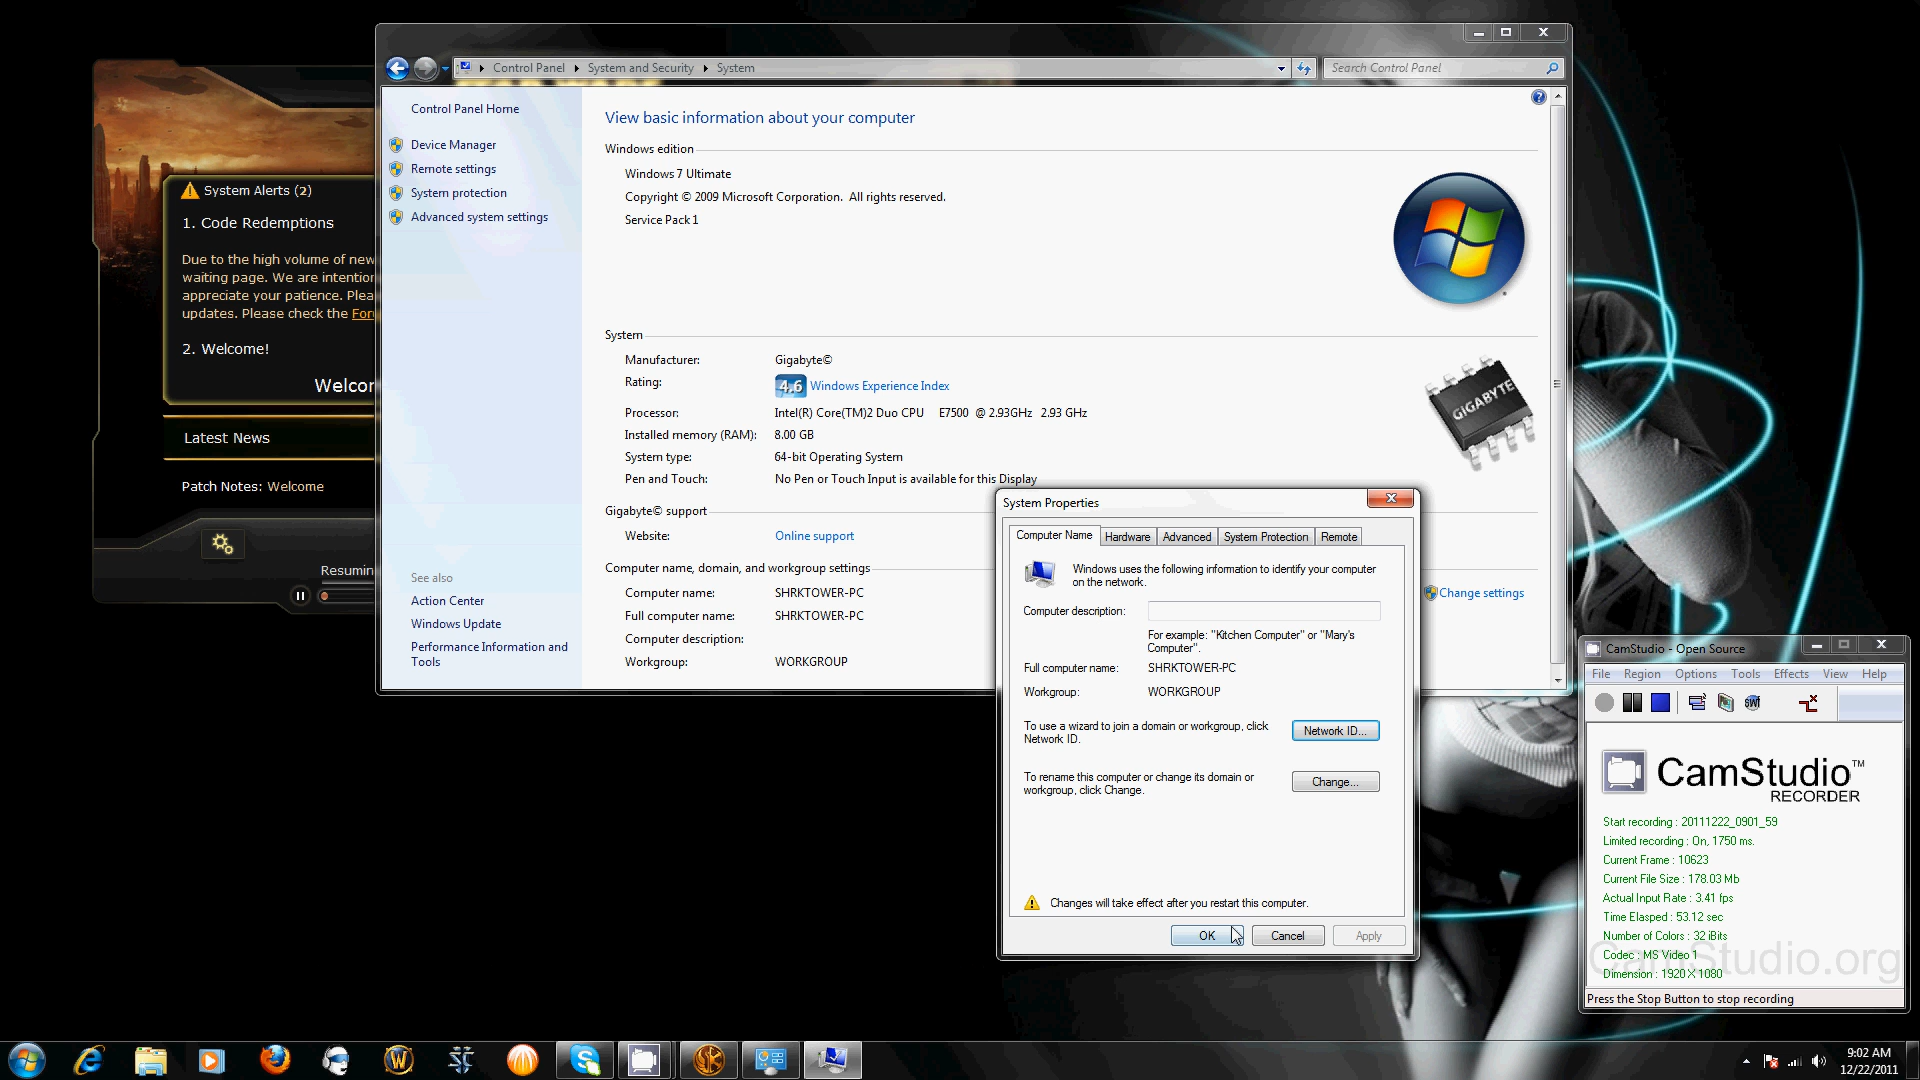 Control Panel
System and Security
System
Search Control Panel
Control Panel Home
Device Manager
Remote settings
System protection
Advanced system settings
See also
Action Center
Windows Update
Performance Information and
Tools
View basic information about your computer
Windows edition
Windows 7 Ultimate
Copyright © 2009 Microsoft Corporation.  All rights reserved.
Service Pack 1
System
Manufacturer: Gigabyte©
Rating: 4.6 Windows Experience Index
Processor: Intel(R) Core(TM)2 Duo CPU E7500 @ 2.93GHz 2.93 GHz
Installed memory (RAM): 8.00 GB
System type: 64-bit Operating System
Pen and Touch: No Pen or Touch Input is available for this Display
GIGABYTE
Gigabyte© support
Website: Online support
Computer name, domain, and workgroup settings
Computer name: SHRKTOWER-PC
Full computer name: SHRKTOWER-PC
Computer description:
Workgroup: WORKGROUP
Change settings
System Alerts (2)
1. Code Redemptions
Due to the high volume of new
waiting page. We are intention
appreciate your patience. Plea
updates. Please check the For
2. Welcome!
Welcor
Latest News
Patch Notes: Welcome
Resumin
System Properties
Computer Name Hardware Advanced System Protection Remote
Windows uses the following information to identify your computer
on the network.
Computer description:
For example: "Kitchen Computer" or "Mary's
Computer".
Full computer name: SHRKTOWER-PC
Workgroup: WORKGROUP
To use a wizard to join a domain or workgroup, click
Network ID.
Network ID...
To rename this computer or change its domain or
workgroup, click Change.
Change...
Changes will take effect after you restart this computer.
OK Cancel Apply
CamStudio - Open Source
File Region Options Tools Effects View Help
SWF
CamStudio™
RECORDER
Start recording : 20111222_0901_59
Limited recording : On, 1750 ms.
Current Frame : 10623
Current File Size : 178.03 Mb
Actual Input Rate : 3.41 fps
Time Elasped : 53.12 sec
Number of Colors : 32 iBits
Codec : MS Video 1
Dimension : 1920 X 1080
CamStudio.org
Press the Stop Button to stop recording
9:02 AM
12/22/2011